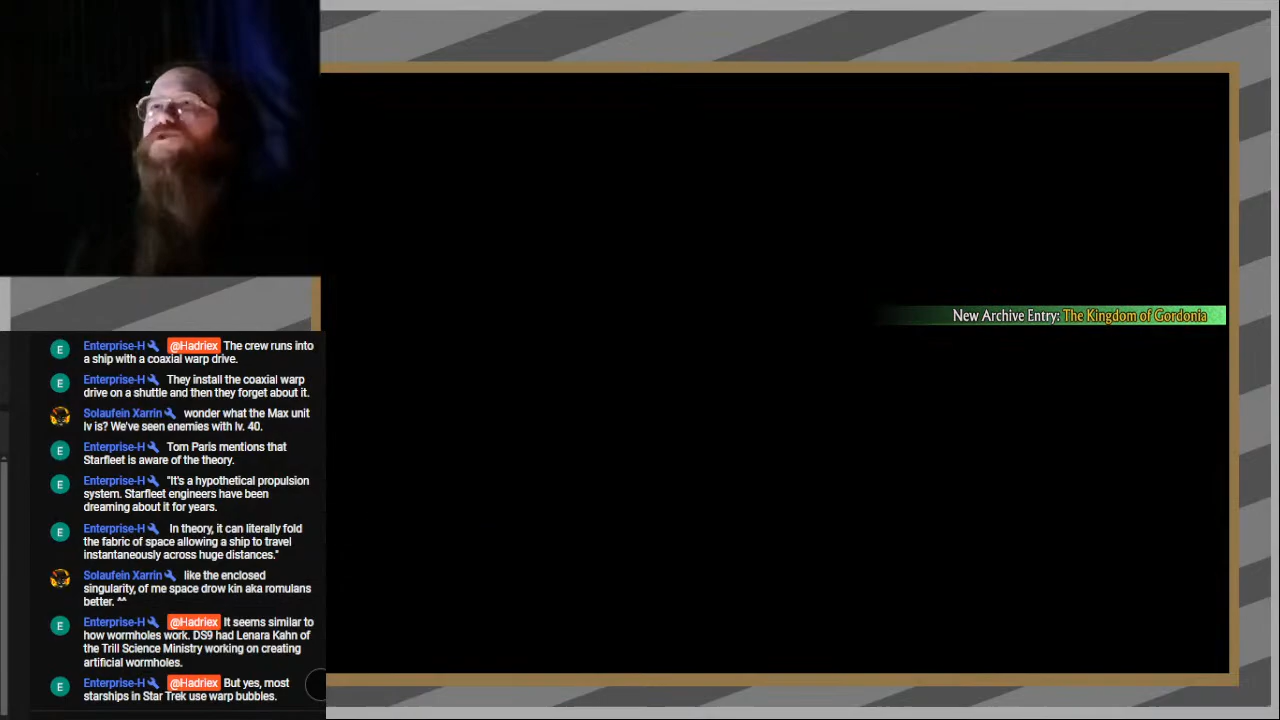 New Archive Entry: The Kingdom of Gordonia
E Enterprise-H @Hadriex The crew runs into
a ship with a coaxial warp drive.
E Enterprise-H They install the coaxial warp
drive on a shuttle and then they forget about it.
Solaufein Xarrin wonder what the Max unit
lv is? We've seen enemies with lv. 40.
E Enterprise-H Tom Paris mentions that
Starfleet is aware of the theory.
E Enterprise-H "It's a hypothetical propulsion
system. Starfleet engineers have been
dreaming about it for years.
E Enterprise-H In theory, it can literally fold
the fabric of space allowing a ship to travel
instantaneously across huge distances."
Solaufein Xarrin like the enclosed
singularity, of me space drow kin aka romulans
better. ^^
E Enterprise-H @Hadriex It seems similar to
how wormholes work. DS9 had Lenara Kahn of
the Trill Science Ministry working on creating
artificial wormholes.
E Enterprise-H @Hadriex But yes, most
starships in Star Trek use warp bubbles.